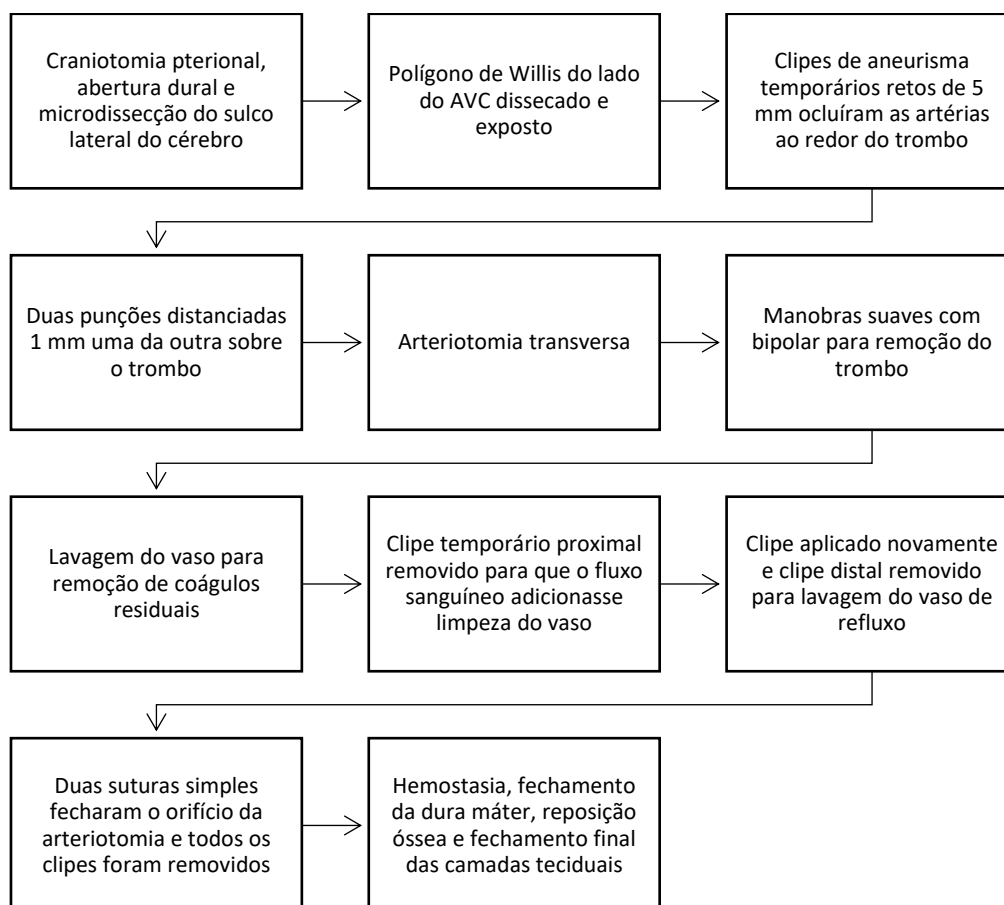 Craniotomia pterional,
abertura dural e
microdissecção do sulco
lateral do cérebro
Polígono de Willis do lado
do AVC dissecado e
exposto
Clipes de aneurisma
temporários retos de 5
mm ocluíram as artérias
ao redor do trombo
Duas punções distanciadas
1 mm uma da outra sobre
o trombo
Arteriotomia transversa
Manobras suaves com
bipolar para remoção do
trombo
Lavagem do vaso para
remoção de coágulos
residuais
Clipe temporário proximal
removido para que o fluxo
sanguíneo adicionasse
limpeza do vaso
Clipe aplicado novamente
e clipe distal removido
para lavagem do vaso de
refluxo
Duas suturas simples
fecharam o orifício da
arteriotomia e todos os
clipes foram removidos
Hemostasia, fechamento
da dura máter, reposição
óssea e fechamento final
das camadas teciduais